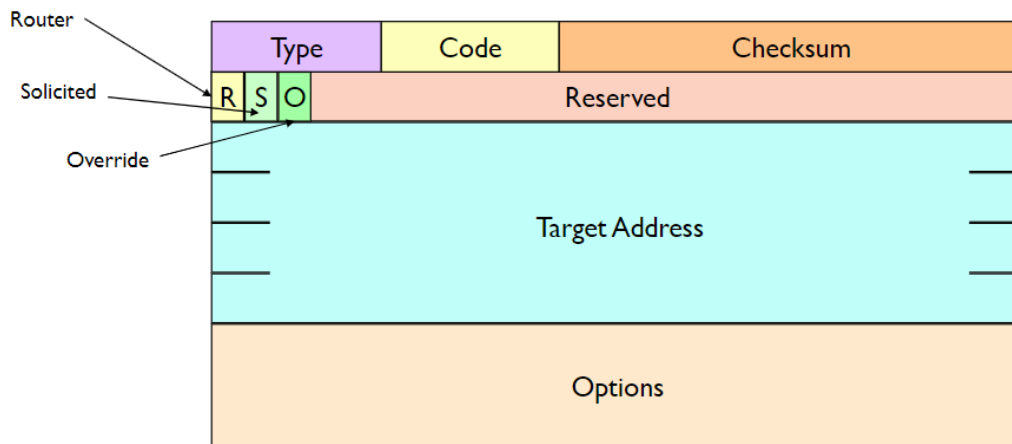 Router
Type Code Checksum
Solicited
R S O Reserved
Override
Target Address
Options